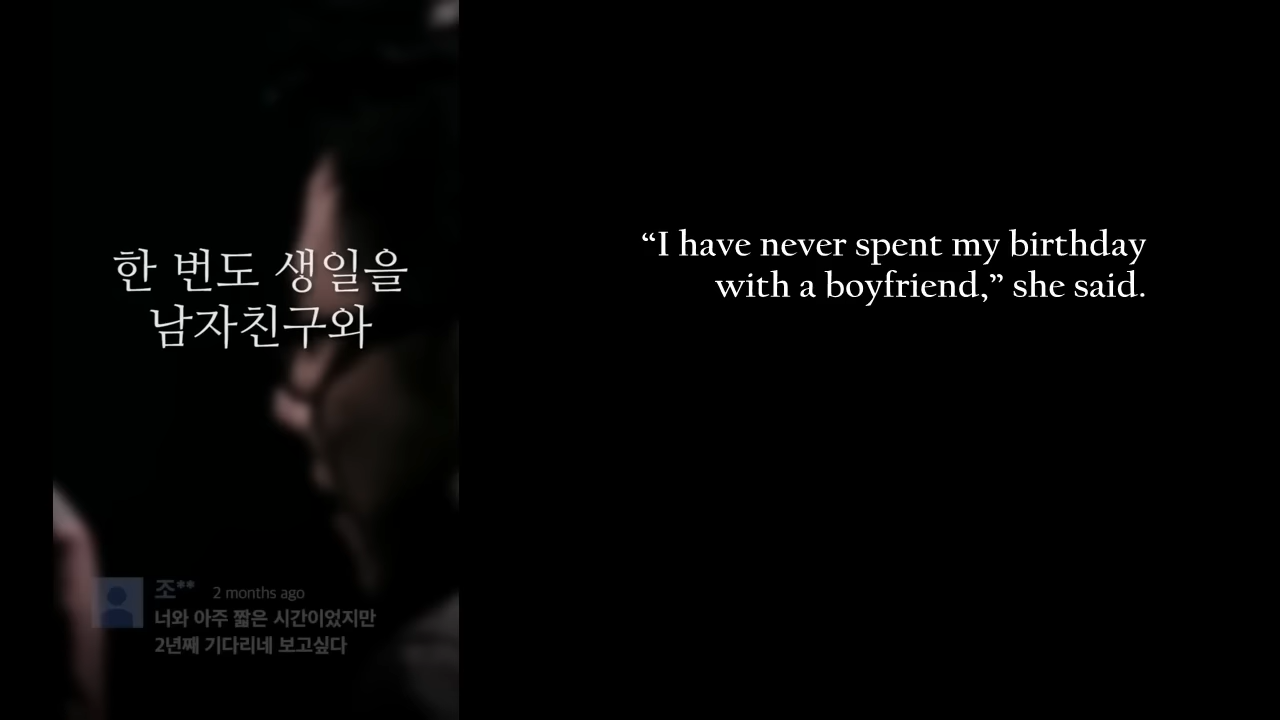 한 번도 생일을
남자친구와
조** 2 months ago
너와 아주 짧은 시간이었지만
2년째 기다리네 보고싶다
“I have never spent my birthday
with a boyfriend,” she said.